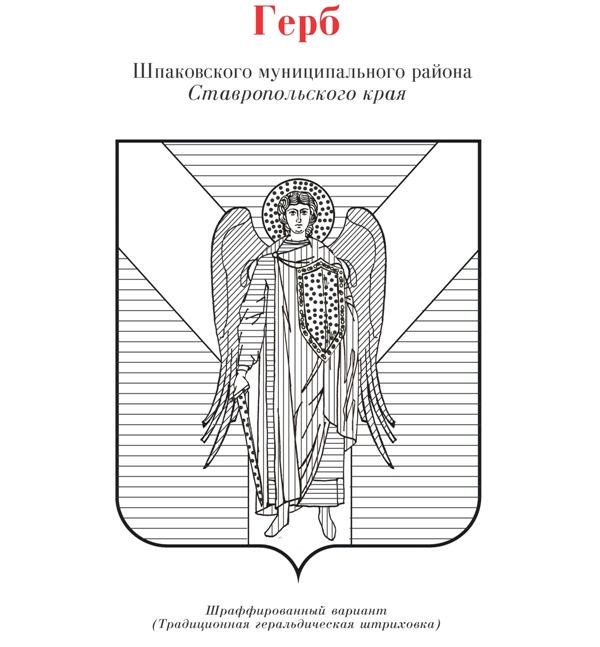 Герб
Шпаковского муниципального района
Ставропольского края
Шраффированный вариант
(Традиционная геральдическая штриховка)